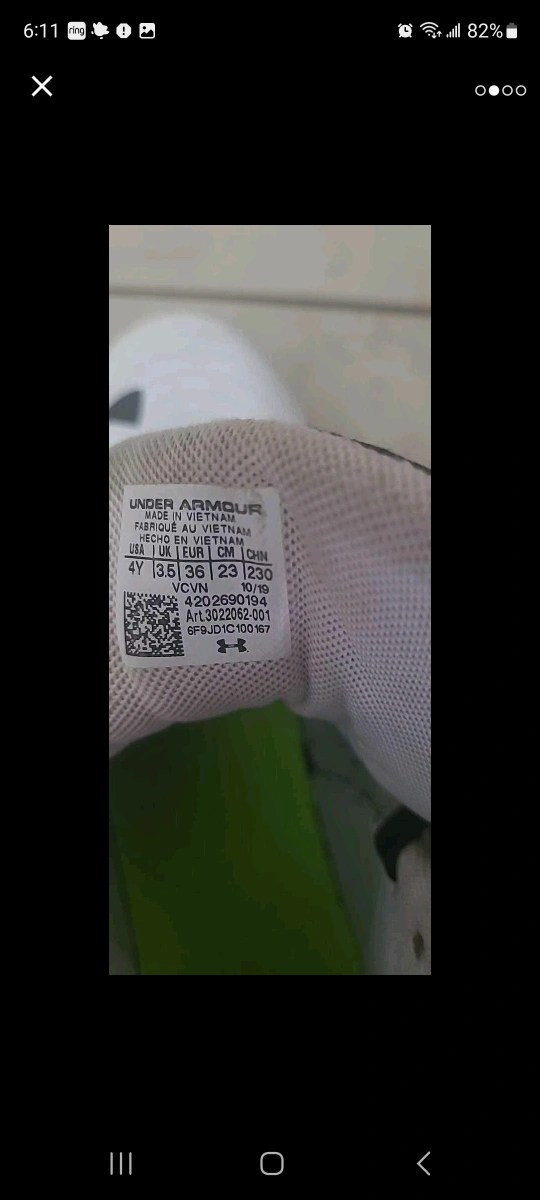 6:11 ring 82%
UNDER ARMOUR
MADE IN VIETNAM
FABRIQUÉ AU VIETNAM
HECHO EN VIETNAM
USA UK EUR CM CHN
4Y 3.5 36 23 230
VCVN 10/19
4202690194
Art.3022062-001
6F9JD1C100167